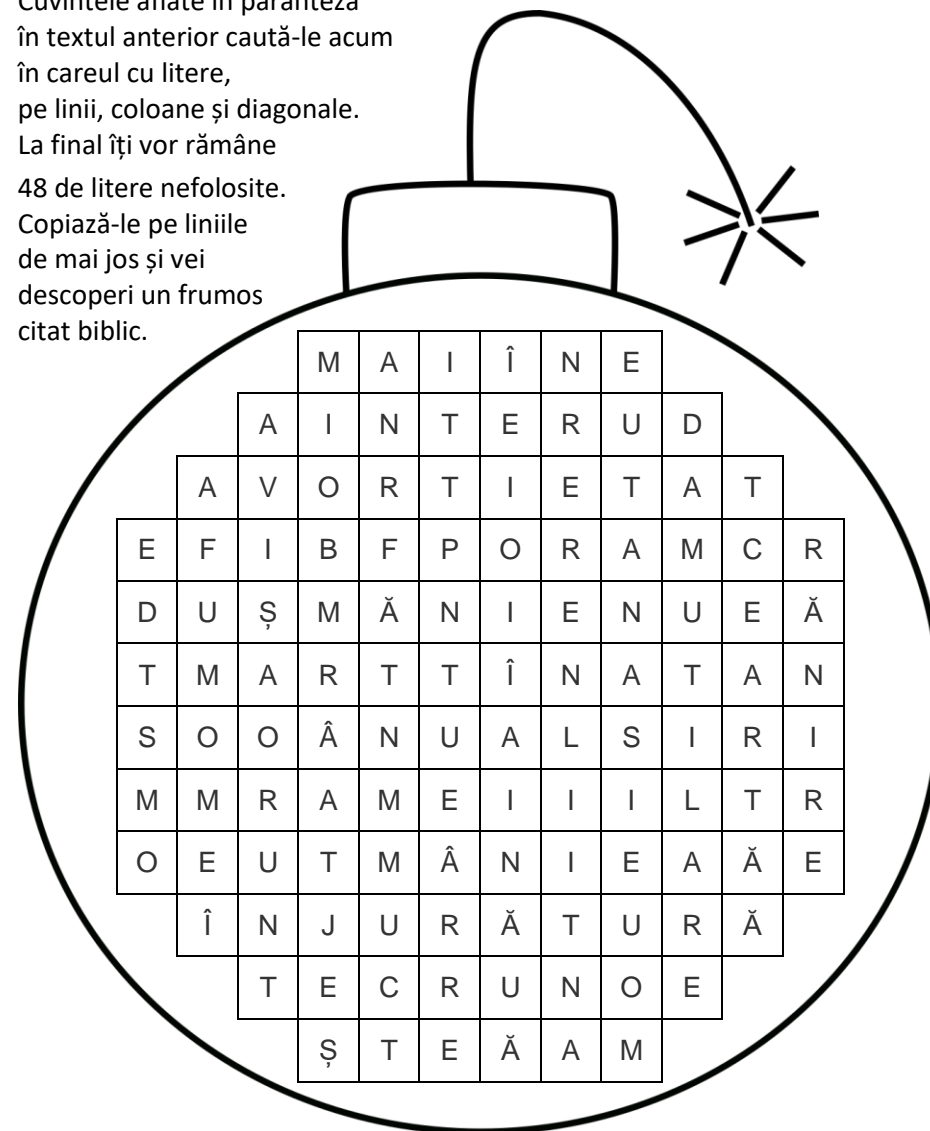 Cuvintele aflate în paranteză
în textul anterior caută-le acum
în careul cu litere,
pe linii, coloane și diagonale.
La final îți vor rămâne
48 de litere nefolosite.
Copiază-le pe liniile
de mai jos și vei
descoperi un frumos
citat biblic.
M A I Î N E
A I N T E R U D
A V O R T I E T A T
E F I B F P O R A M C R
D U Ș M Ă N I E N U E Ă
T M A R T T Î N A T A N
S O O Â N U A L S I R I
M M R A M E I I I L T R
O E U T M Â N I E A Ă E
Î N J U R Ă T U R Ă
T E C R U N O E
Ș T E Ă A M